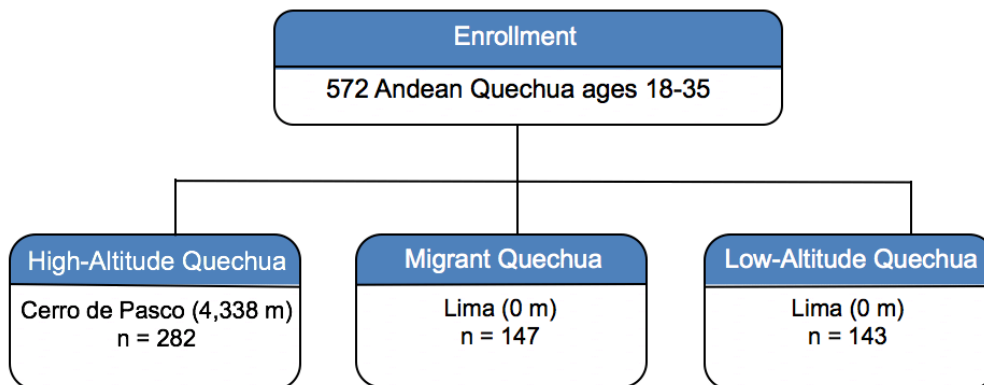 Enrollment
572 Andean Quechua ages 18-35
High-Altitude Quechua
Cerro de Pasco (4,338 m)
n = 282
Migrant Quechua
Lima (0 m)
n = 147
Low-Altitude Quechua
Lima (0 m)
n = 143